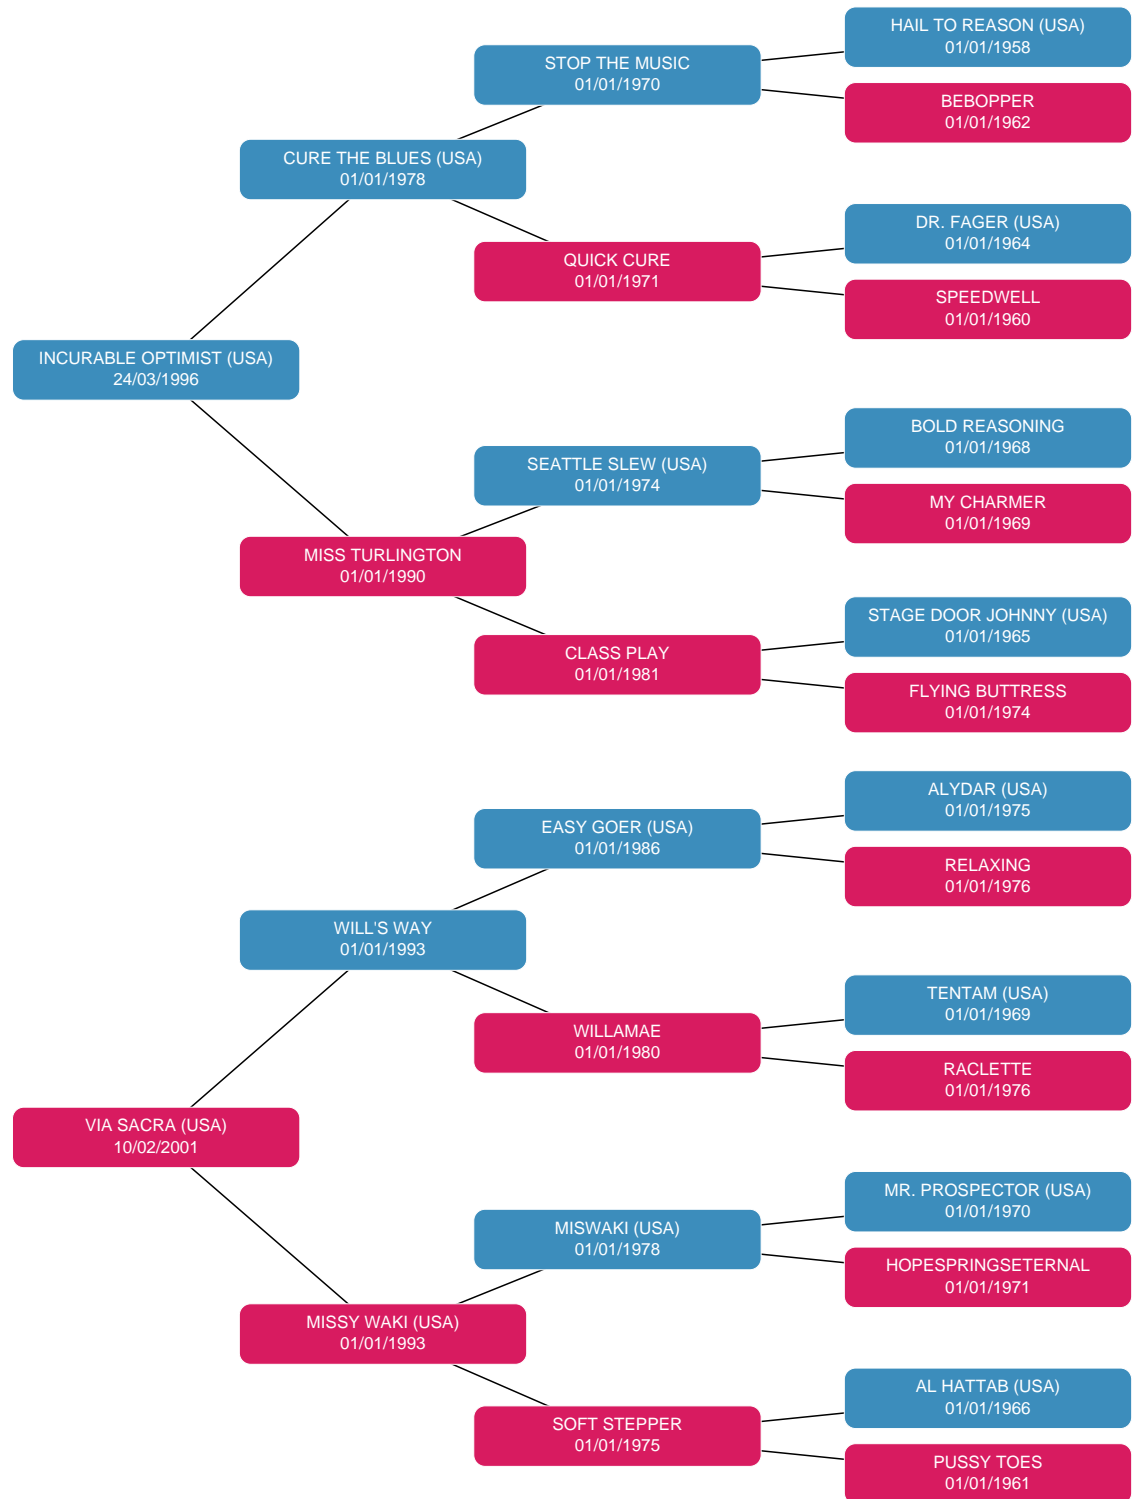 HAIL TO REASON (USA)
01/01/1958
STOP THE MUSIC
01/01/1970
BEBOPPER
01/01/1962
CURE THE BLUES (USA)
01/01/1978
DR. FAGER (USA)
01/01/1964
QUICK CURE
01/01/1971
SPEEDWELL
01/01/1960
INCURABLE OPTIMIST (USA)
24/03/1996
BOLD REASONING
01/01/1968
SEATTLE SLEW (USA)
01/01/1974
MY CHARMER
01/01/1969
MISS TURLINGTON
01/01/1990
STAGE DOOR JOHNNY (USA)
01/01/1965
CLASS PLAY
01/01/1981
FLYING BUTTRESS
01/01/1974
ALYDAR (USA)
01/01/1975
EASY GOER (USA)
01/01/1986
RELAXING
01/01/1976
WILL'S WAY
01/01/1993
TENTAM (USA)
01/01/1969
WILLAMAE
01/01/1980
RACLETTE
01/01/1976
VIA SACRA (USA)
10/02/2001
MR. PROSPECTOR (USA)
01/01/1970
MISWAKI (USA)
01/01/1978
HOPESPRINGSETERNAL
01/01/1971
MISSY WAKI (USA)
01/01/1993
AL HATTAB (USA)
01/01/1966
SOFT STEPPER
01/01/1975
PUSSY TOES
01/01/1961